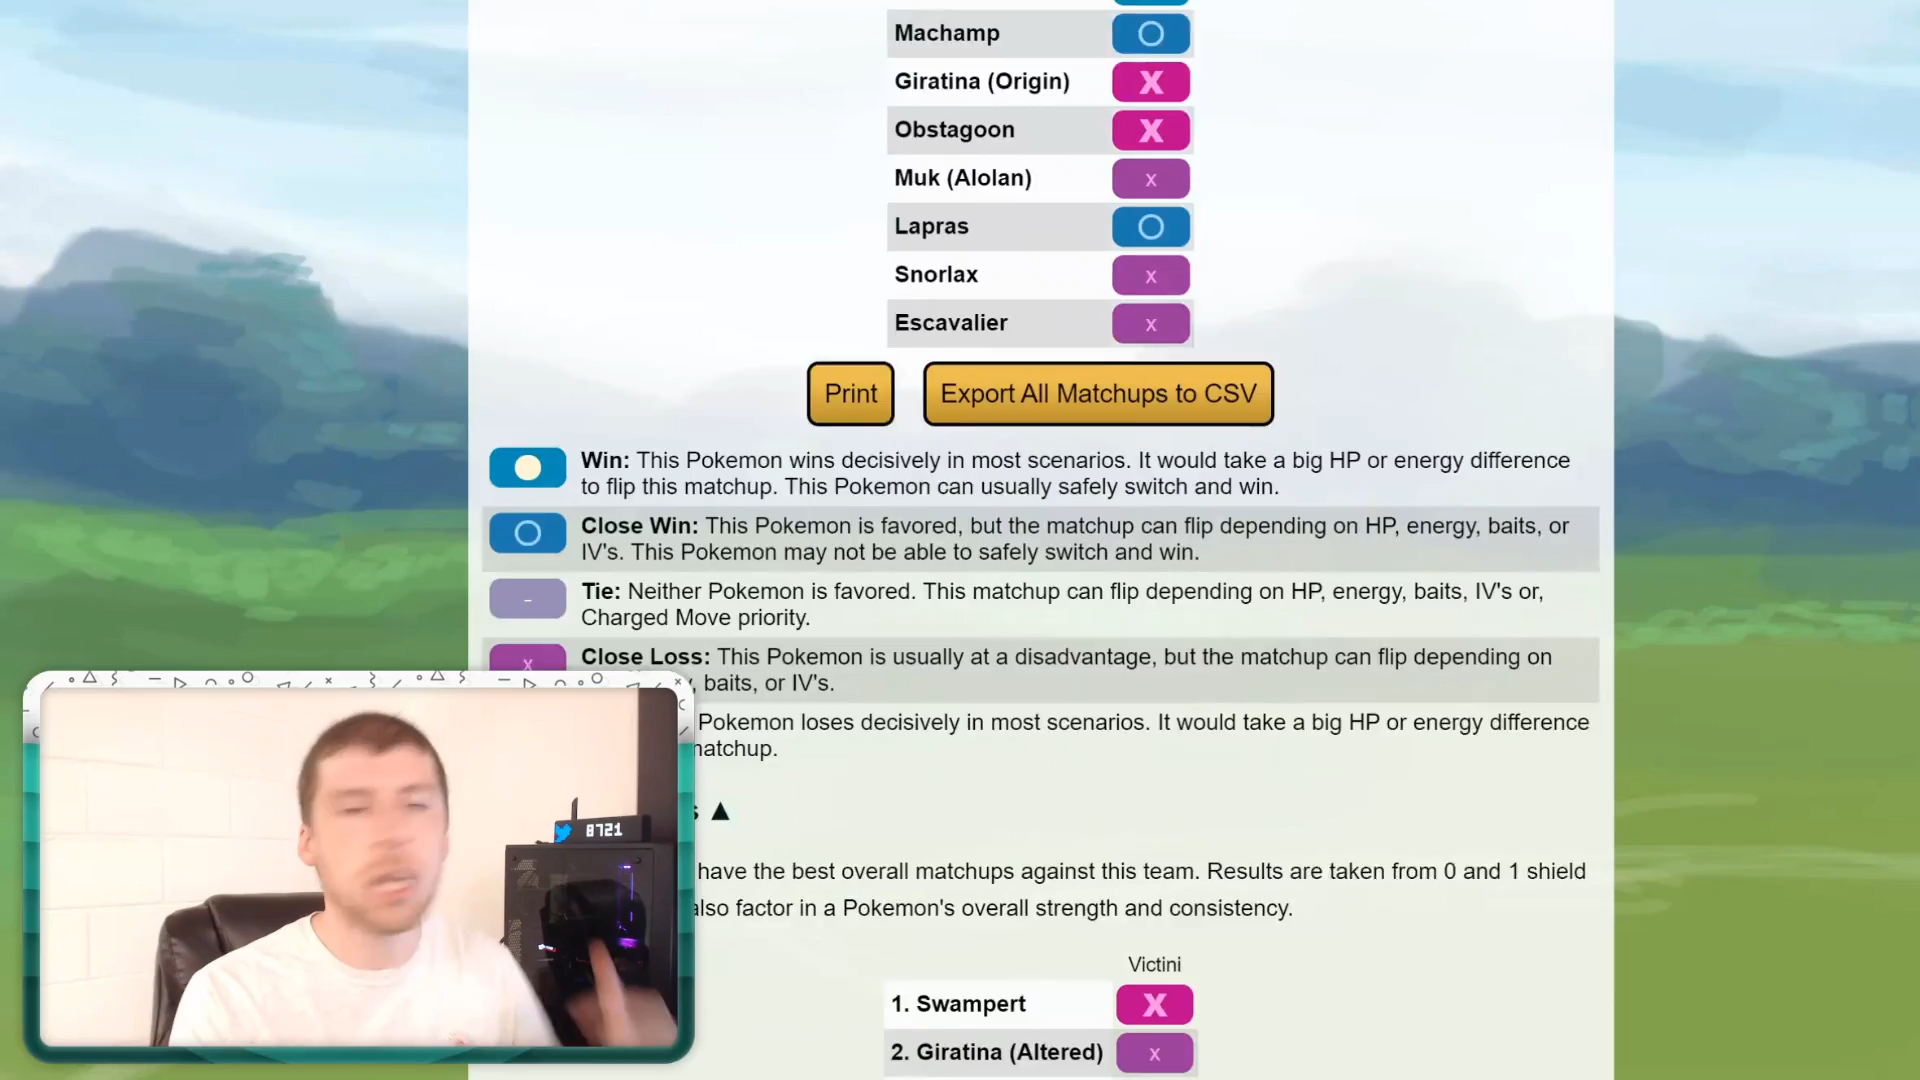 Machamp
Giratina (Origin) X
Obstagoon X
Muk (Alolan) x
Lapras
Snorlax x
Escavalier x
Print Export All Matchups to CSV
Win: This Pokemon wins decisively in most scenarios. It would take a big HP or energy difference
to flip this matchup. This Pokemon can usually safely switch and win.
Close Win: This Pokemon is favored, but the matchup can flip depending on HP, energy, baits, or
IV's. This Pokemon may not be able to safely switch and win.
- Tie: Neither Pokemon is favored. This matchup can flip depending on HP, energy, baits, IV's or,
Charged Move priority.
x Close Loss: This Pokemon is usually at a disadvantage, but the matchup can flip depending on
, baits, or IV's.
Pokemon loses decisively in most scenarios. It would take a big HP or energy difference
matchup.
s ▲
8721
have the best overall matchups against this team. Results are taken from 0 and 1 shield
also factor in a Pokemon's overall strength and consistency.
Victini
1. Swampert X
2. Giratina (Altered) x